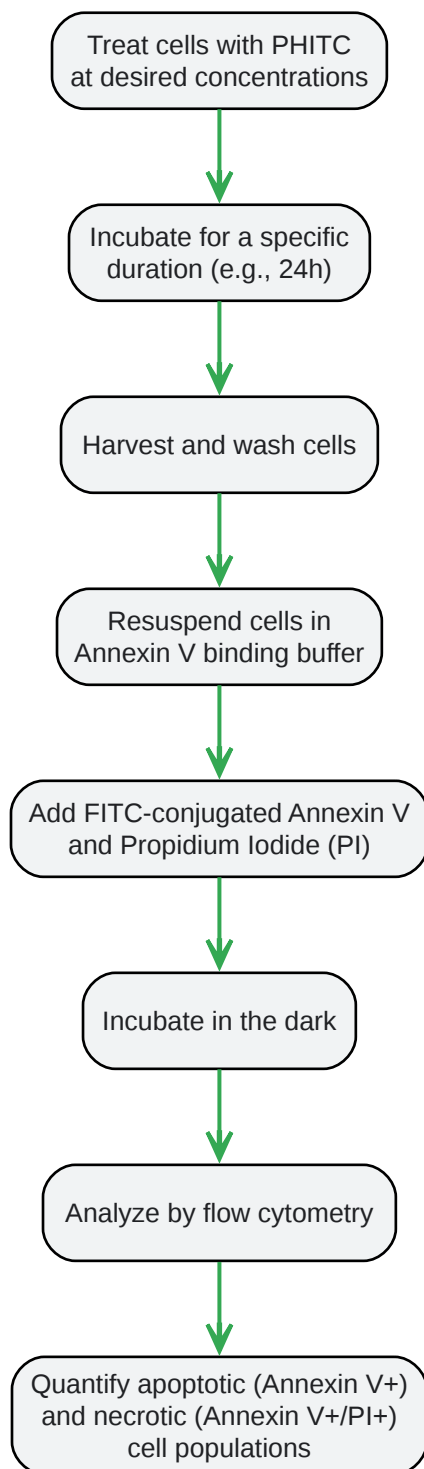 Treat cells with PHITC
at desired concentrations
Incubate for a specific
duration (e.g., 24h)
Harvest and wash cells
Resuspend cells in
Annexin V binding buffer
Add FITC-conjugated Annexin V
and Propidium Iodide (PI)
Incubate in the dark
Analyze by flow cytometry
Quantify apoptotic (Annexin V+)
and necrotic (Annexin V+/PI+)
cell populations